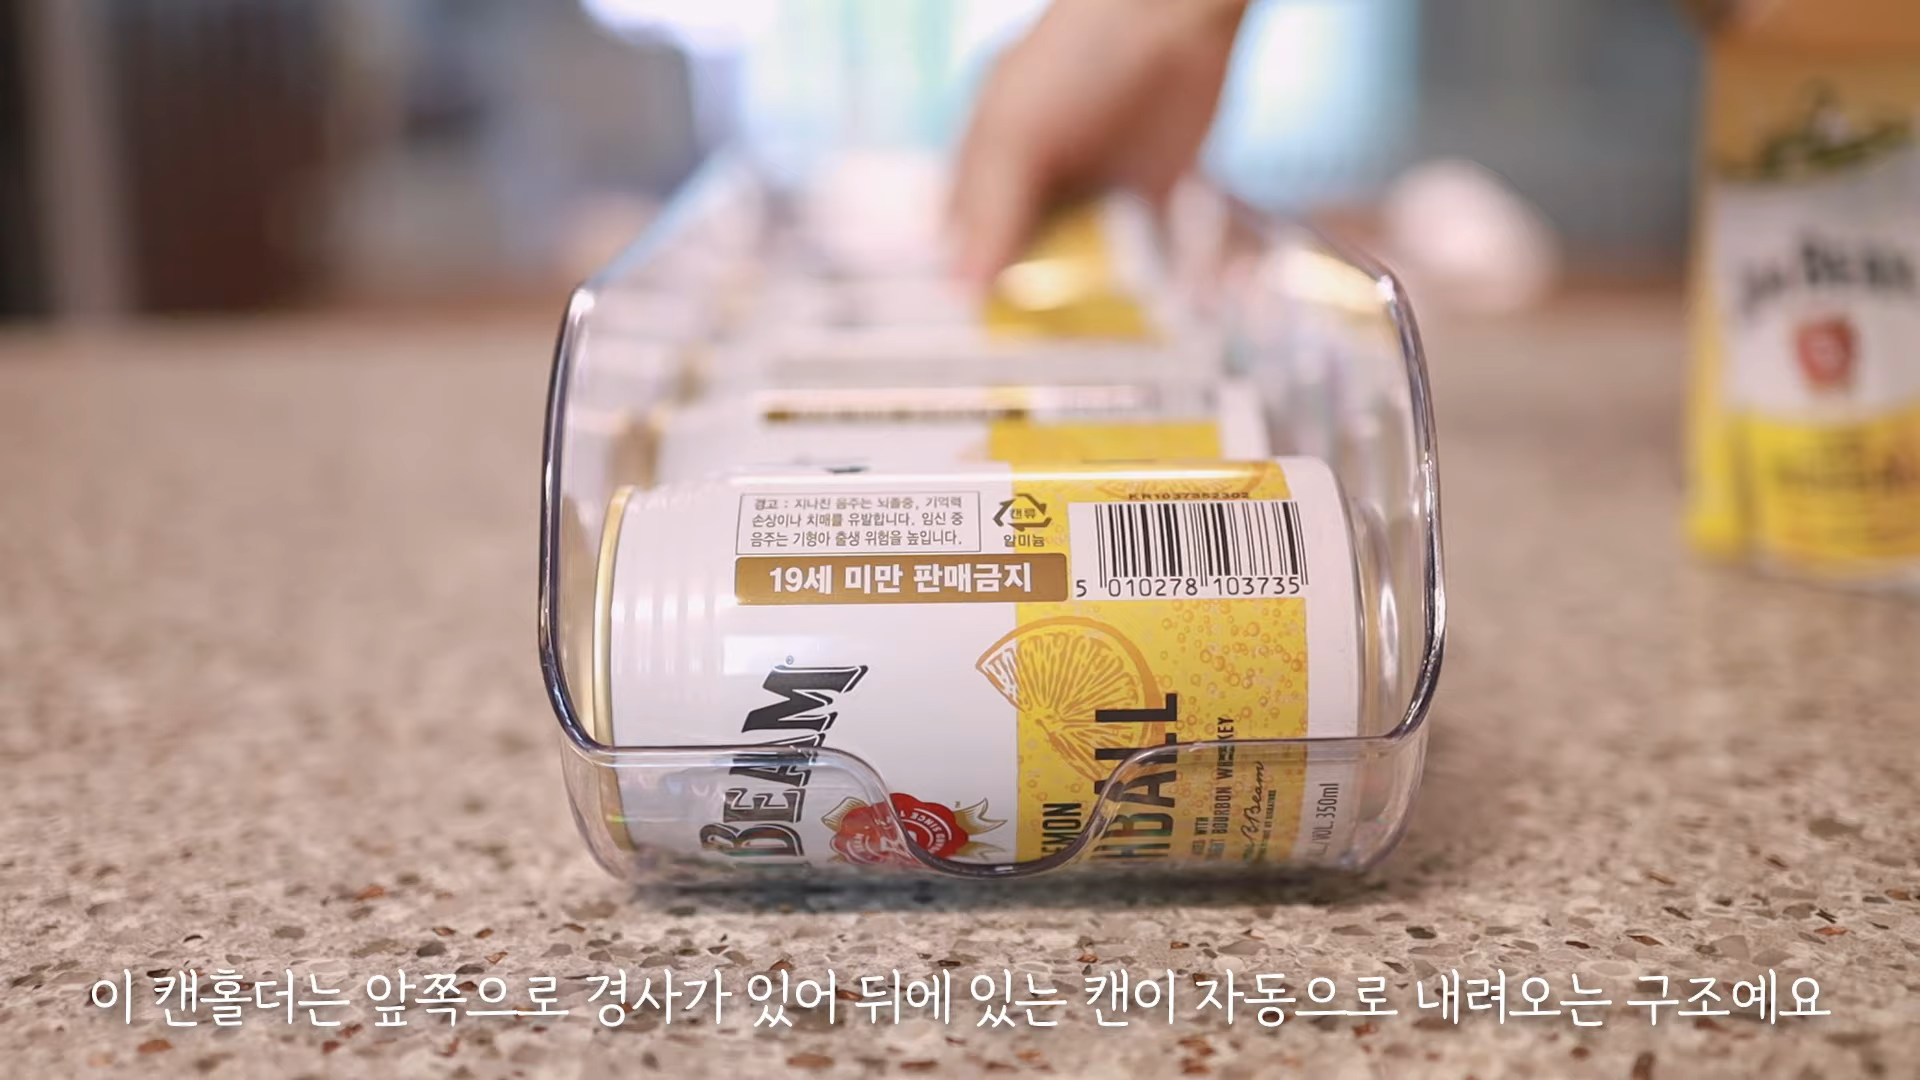 KR1037352302
경고 : 지나친 음주는 뇌졸중, 기억력
손상이나 치매를 유발합니다. 임신 중
음주는 기형아 출생 위험을 높입니다.
캔류
알미늄
19세 미만 판매금지
5 010278 103735
BEAM
BALL
350ml
이 캔홀더는 앞쪽으로 경사가 있어 뒤에 있는 캔이 자동으로 내려오는 구조예요